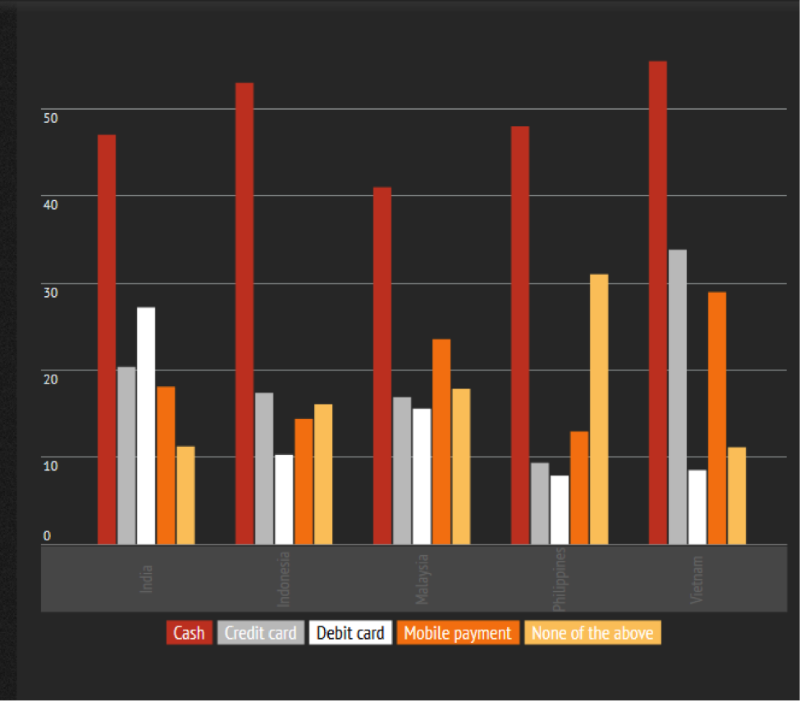 50
40
30
20
10
0
India
Indonesia
Malaysia
Philippines
Vietnam
Cash Credit card Debit card Mobile payment None of the above